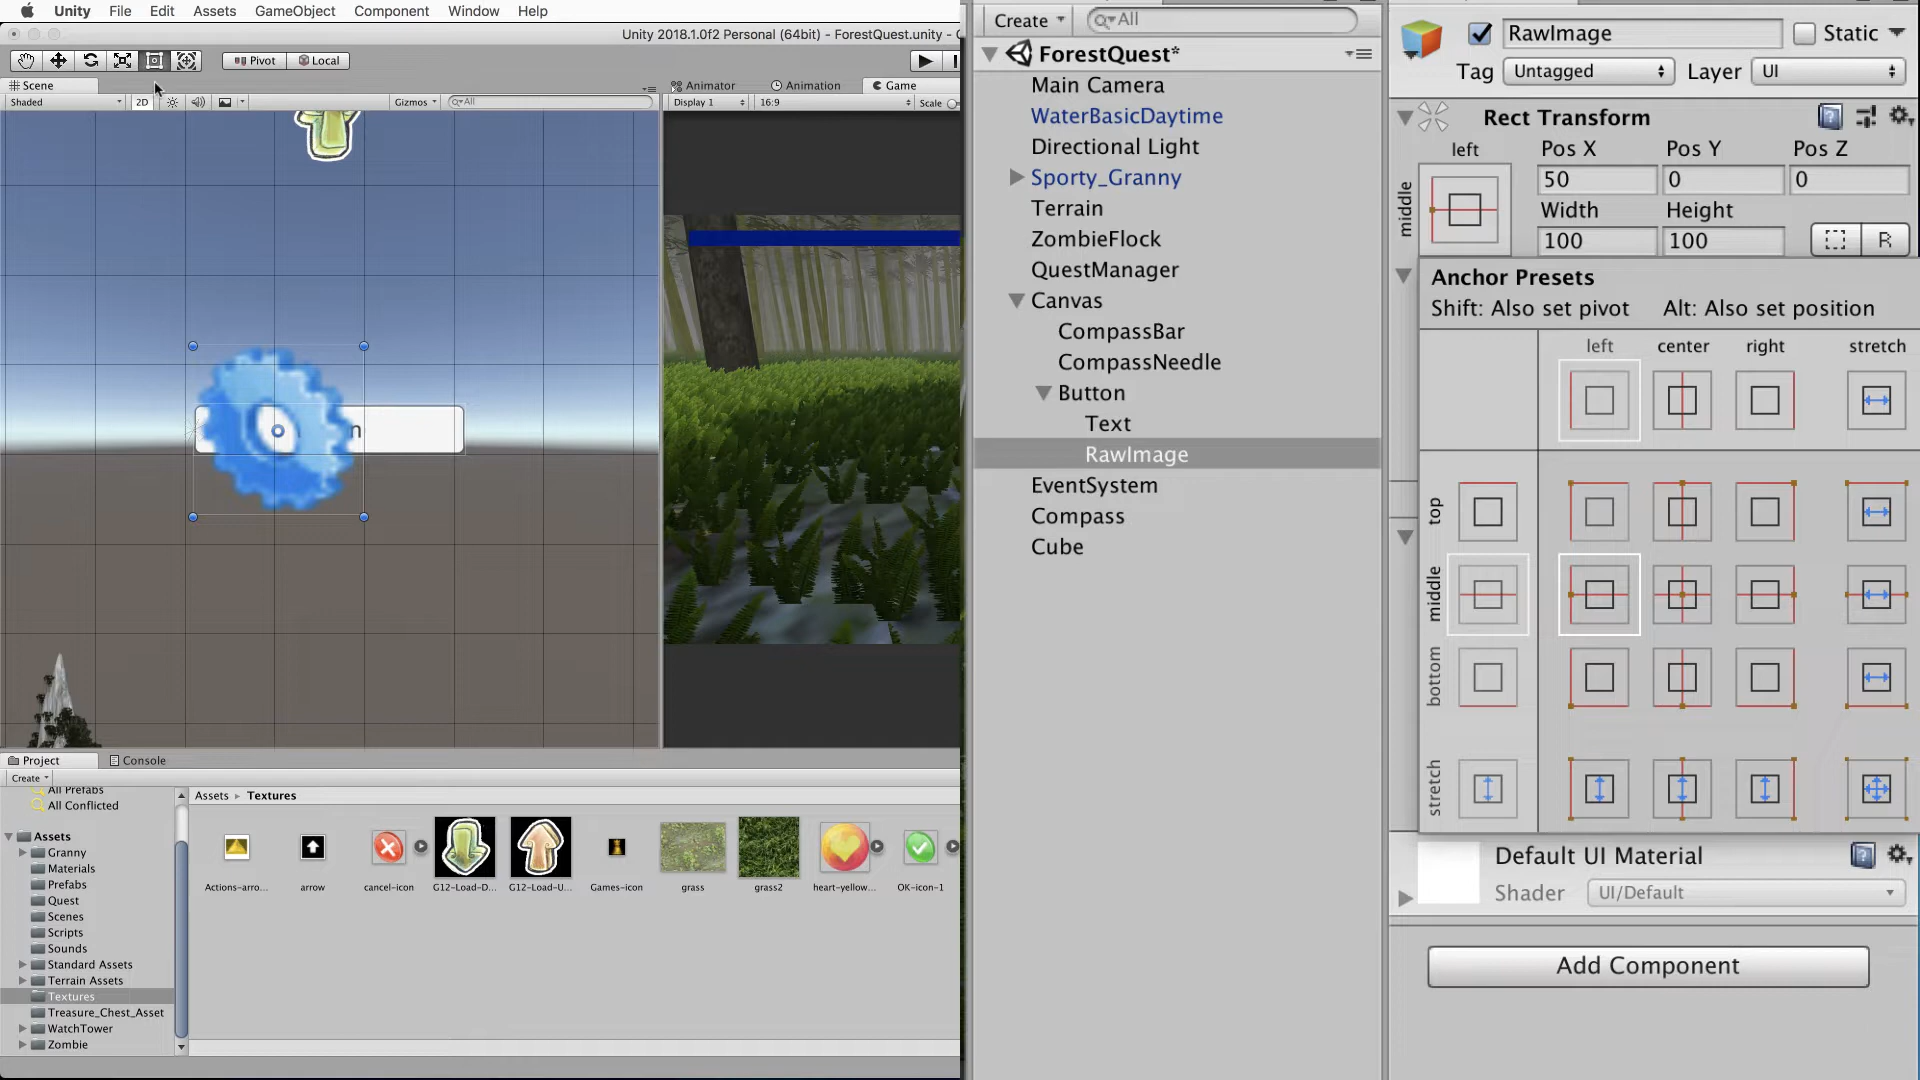 Unity File Edit Assets GameObject Component Window Help
Unity 2018.1.0f2 Personal (64bit) - ForestQuest.unity -
Pivot Local
Scene
Shaded 2D Gizmos All
Animator Animation Game
Display 1 16:9 Scale
Project Console
Create
All Prefabs
All Conflicted
Assets
Granny
Materials
Prefabs
Quest
Scenes
Scripts
Sounds
Standard Assets
Terrain Assets
Textures
Treasure_Chest_Asset
WatchTower
Zombie
Assets Textures
Actions-arro... arrow cancel-icon G12-Load-D... G12-Load-U... Games-icon grass grass2 heart-yellow... OK-icon-1
Create All
ForestQuest*
Main Camera
WaterBasicDaytime
Directional Light
Sporty_Granny
Terrain
ZombieFlock
QuestManager
Canvas
CompassBar
CompassNeedle
Button
Text
RawImage
EventSystem
Compass
Cube
RawImage Static
Tag Untagged Layer UI
Rect Transform
left Pos X Pos Y Pos Z
middle 50 0 0
Width Height
100 100 R
Anchor Presets
Shift: Also set pivot Alt: Also set position
left center right stretch
top
middle
bottom
stretch
Default UI Material
Shader UI/Default
Add Component